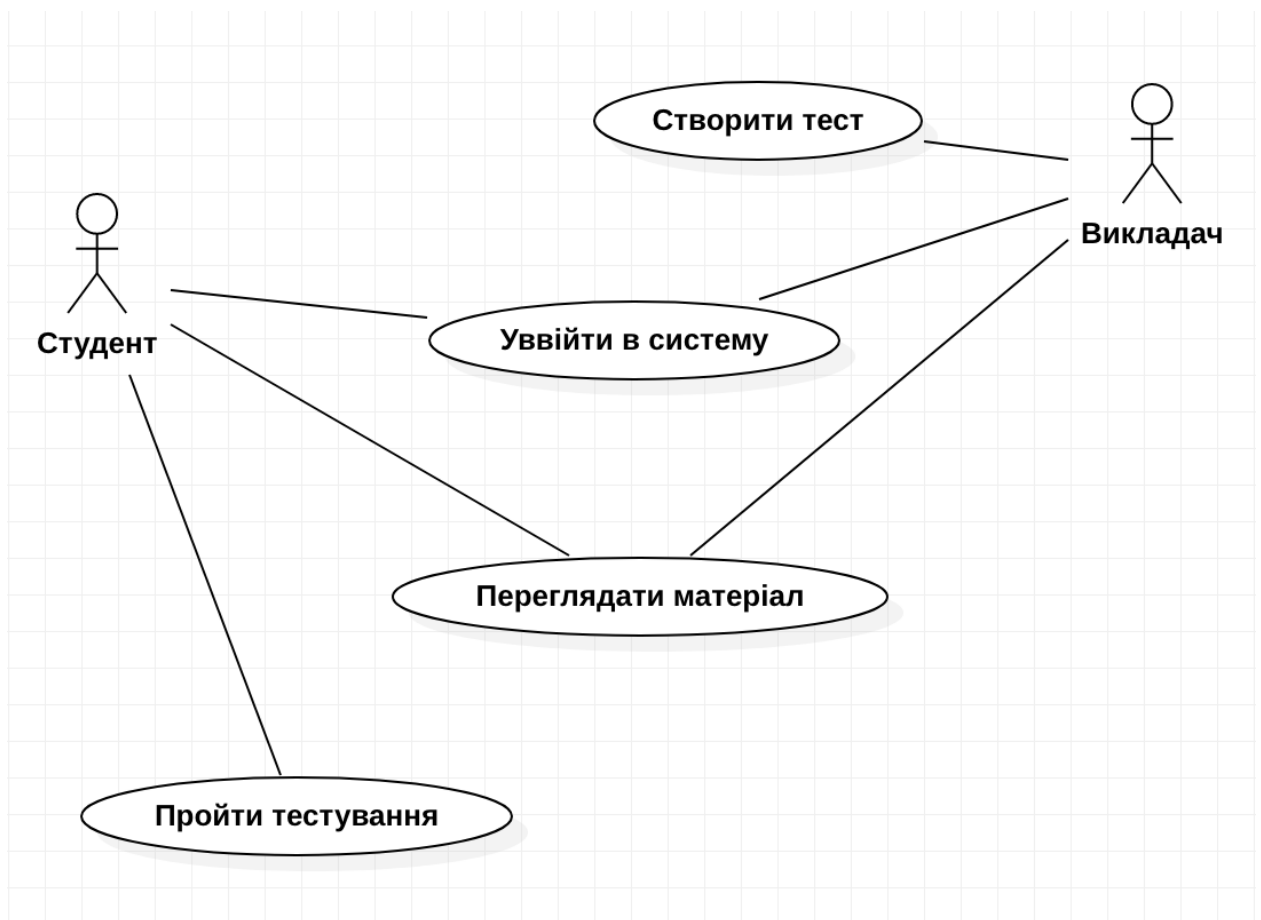 Створити тест
Викладач
Студент
Уввійти в систему
Переглядати матеріал
Пройти тестування